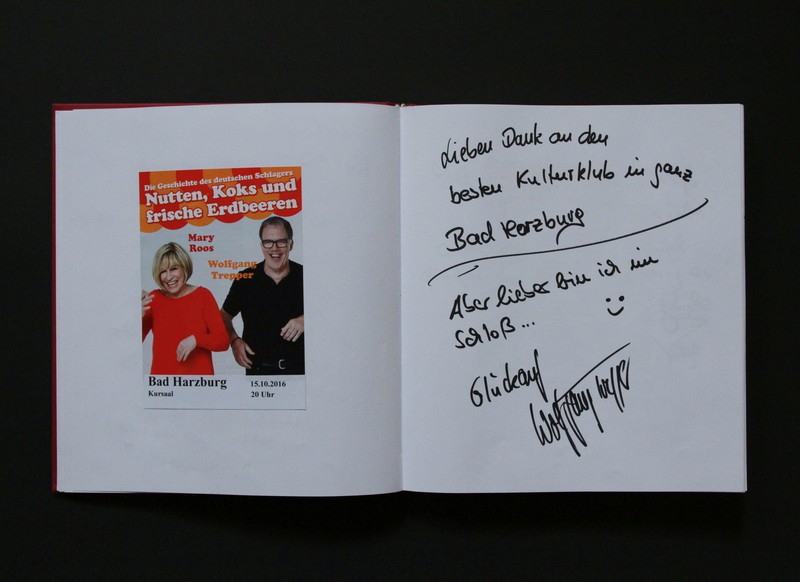 Die Geschichte des deutschen Schlagers
Nutten, Koks und
frische Erdbeeren
Mary
Roos
Wolfgang
Trepper
Bad Harzburg 15.10.2016
Kursaal 20 Uhr
Lieben Dank an den
besten Kulturklub in ganz
Bad Harzburg
Aber lieber bin ich im
Schloß...
Glückauf
Wolfgang Trepper